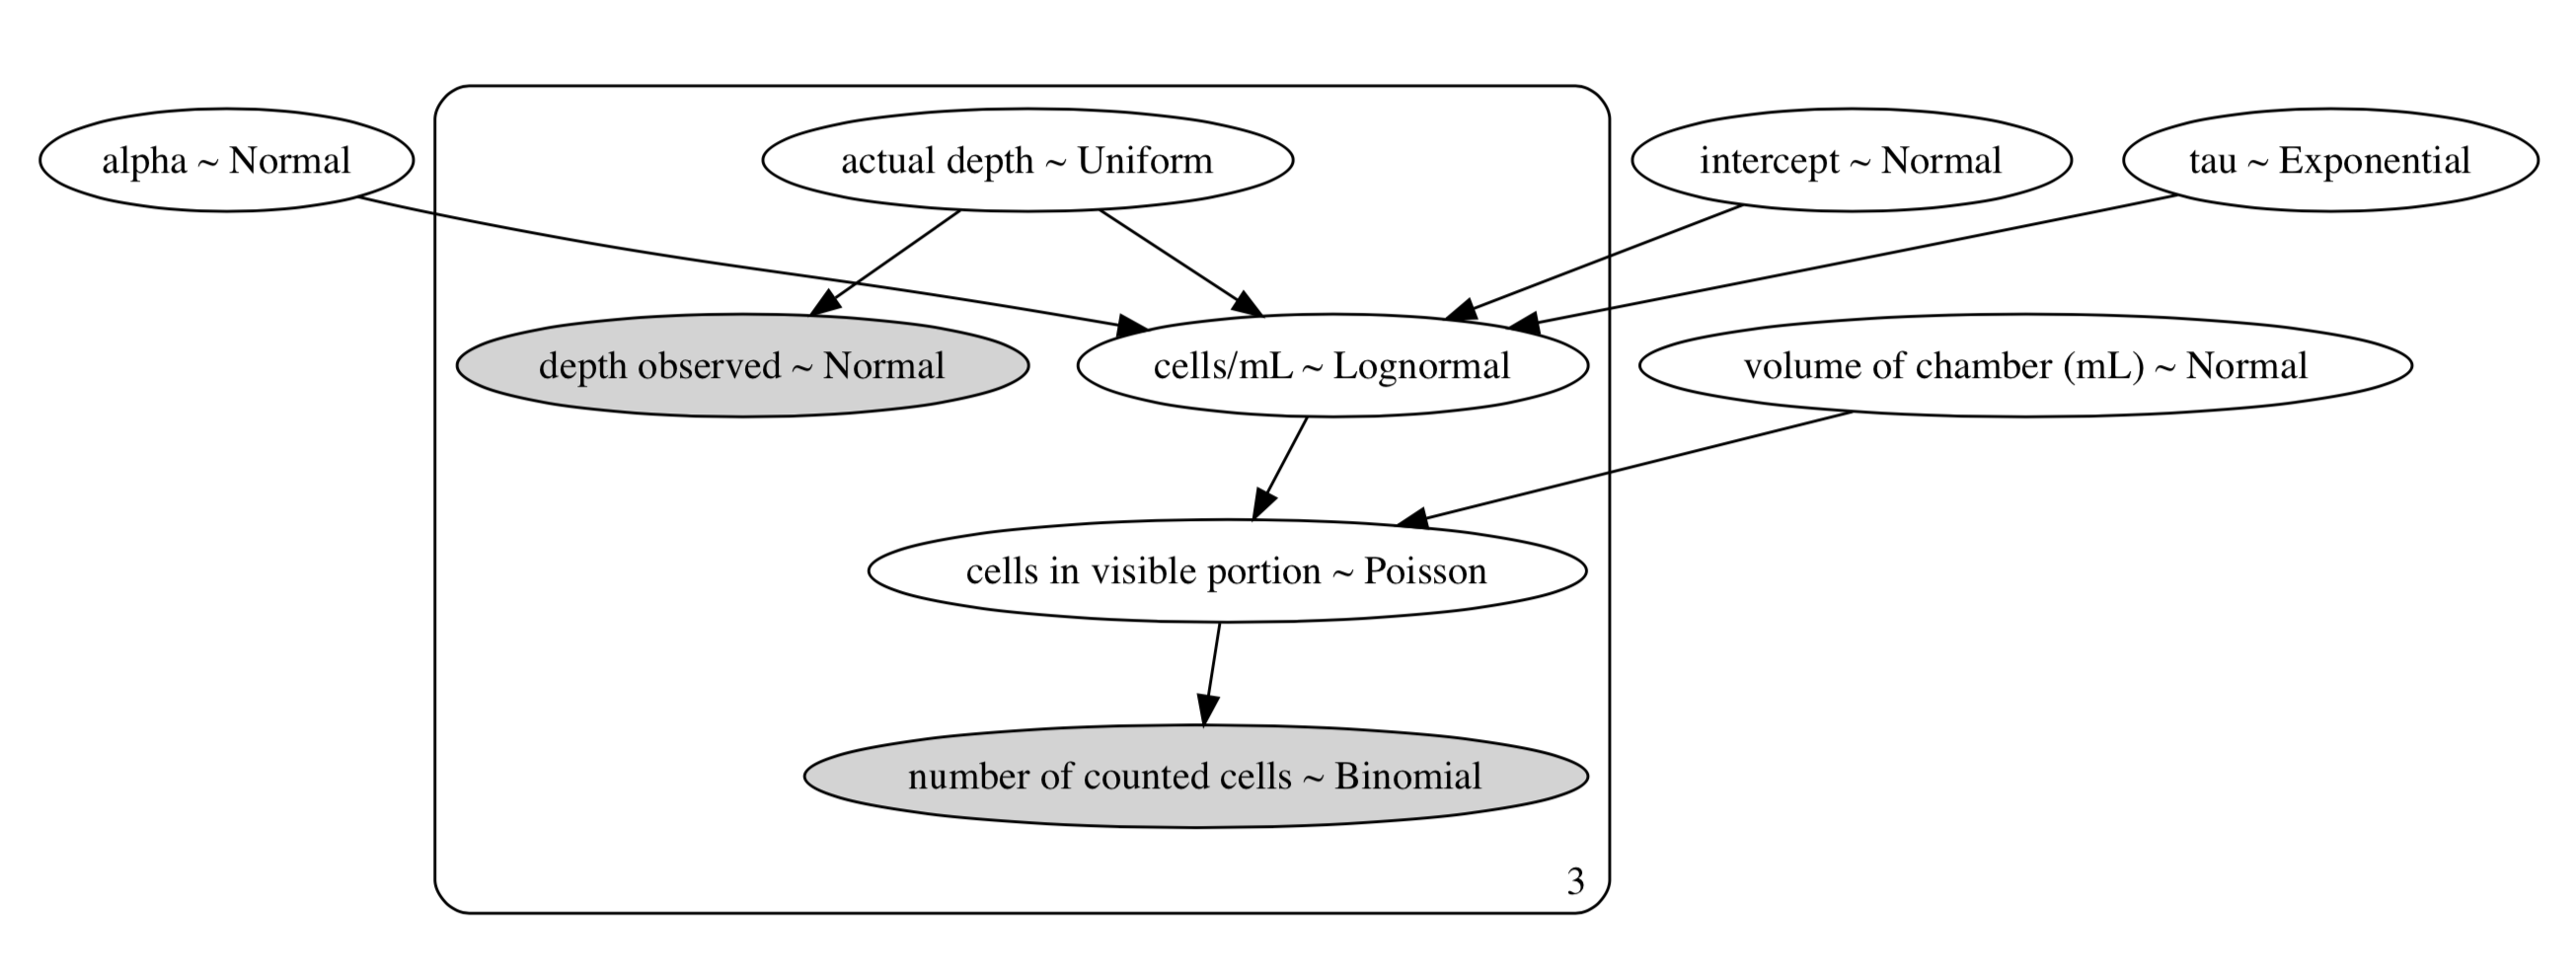 alpha ~ Normal
actual depth ~ Uniform
intercept ~ Normal
tau ~ Exponential
depth observed ~ Normal
cells/mL ~ Lognormal
volume of chamber (mL) ~ Normal
cells in visible portion ~ Poisson
number of counted cells ~ Binomial
3